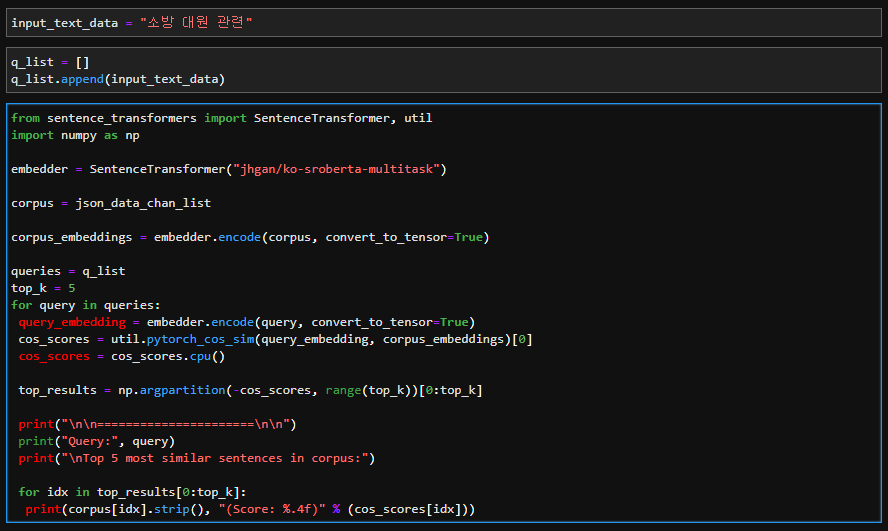 input_text_data = "소방 대원 관련"
q_list = []
q_list.append(input_text_data)
from sentence_transformers import SentenceTransformer, util
import numpy as np
embedder = SentenceTransformer("jhgan/ko-sroberta-multitask")
corpus = json_data_chan_list
corpus_embeddings = embedder.encode(corpus, convert_to_tensor=True)
queries = q_list
top_k = 5
for query in queries:
 query_embedding = embedder.encode(query, convert_to_tensor=True)
 cos_scores = util.pytorch_cos_sim(query_embedding, corpus_embeddings)[0]
 cos_scores = cos_scores.cpu()
 top_results = np.argpartition(-cos_scores, range(top_k))[0:top_k]
 print("\n\n======================\n\n")
 print("Query:", query)
 print("\nTop 5 most similar sentences in corpus:")
 for idx in top_results[0:top_k]:
  print(corpus[idx].strip(), "(Score: %.4f)" % (cos_scores[idx]))